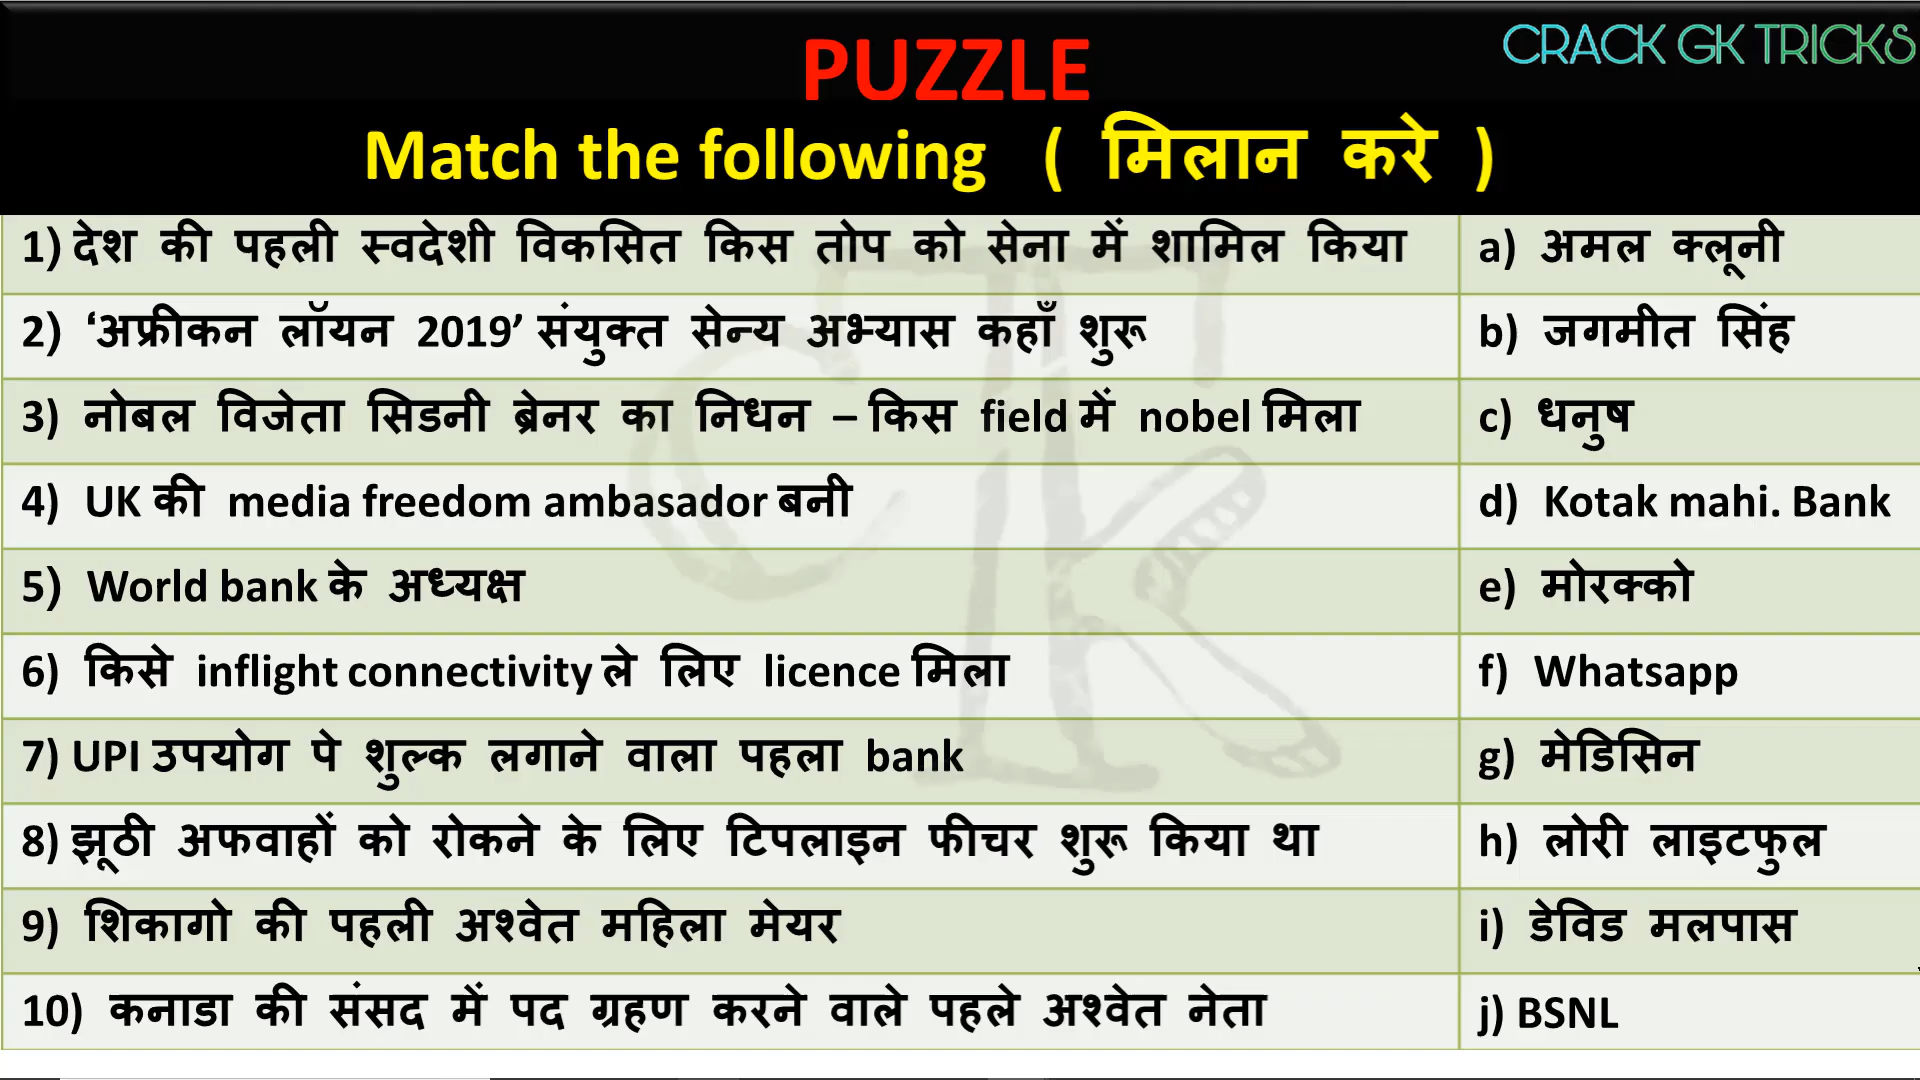 CRACK GK TRICKS
PUZZLE
Match the following ( मिलान करे )
1) देश की पहली स्वदेशी विकसित किस तोप को सेना में शामिल किया
a) अमल क्लूनी
2) ‘अफ्रीकन लॉयन 2019’ संयुक्त सेन्य अभ्यास कहाँ शुरू
b) जगमीत सिंह
3) नोबल विजेता सिडनी ब्रेनर का निधन – किस field में nobel मिला
c) धनुष
4) UK की media freedom ambasador बनी
d) Kotak mahi. Bank
5) World bank के अध्यक्ष
e) मोरक्को
6) किसे inflight connectivity ले लिए licence मिला
f) Whatsapp
7) UPI उपयोग पे शुल्क लगाने वाला पहला bank
g) मेडिसिन
8) झूठी अफवाहों को रोकने के लिए टिपलाइन फीचर शुरू किया था
h) लोरी लाइटफुल
9) शिकागो की पहली अश्वेत महिला मेयर
i) डेविड मलपास
10) कनाडा की संसद में पद ग्रहण करने वाले पहले अश्वेत नेता
j) BSNL